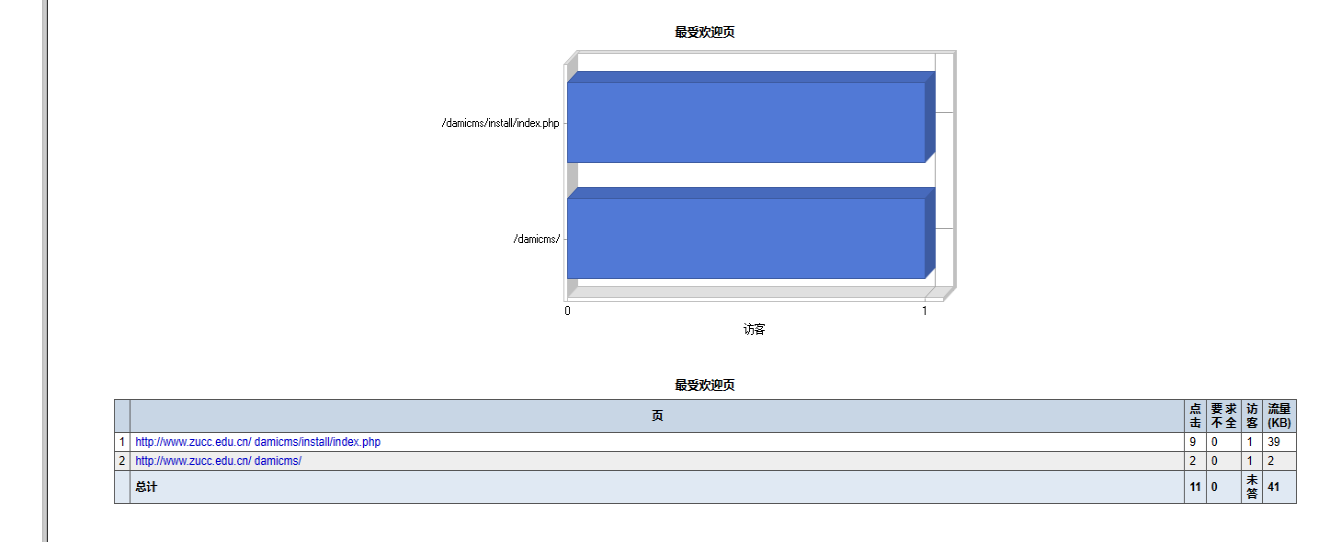 最受欢迎页
/damicms/install/index.php
/damicms/
0 1
访客
最受欢迎页
页 点击 要求不全 访客 流量(KB)
1 http://www.zucc.edu.cn/ damicms/install/index.php 9 0 1 39
2 http://www.zucc.edu.cn/ damicms/ 2 0 1 2
总计 11 0 未答 41